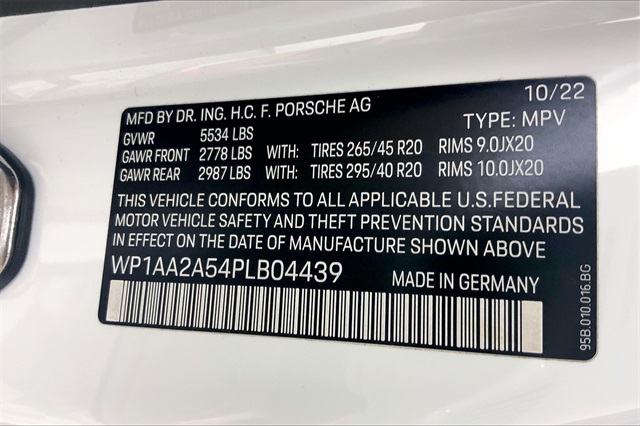 10/22
MFD BY DR. ING. H.C. F. PORSCHE AG
GVWR 5534 LBS TYPE: MPV
GAWR FRONT 2778 LBS WITH: TIRES 265/45 R20 RIMS 9.0JX20
GAWR REAR 2987 LBS WITH: TIRES 295/40 R20 RIMS 10.0JX20
THIS VEHICLE CONFORMS TO ALL APPLICABLE U.S.FEDERAL
MOTOR VEHICLE SAFETY AND THEFT PREVENTION STANDARDS
IN EFFECT ON THE DATE OF MANUFACTURE SHOWN ABOVE
WP1AA2A54PLB04439 MADE IN GERMANY
95B.010.016.BG